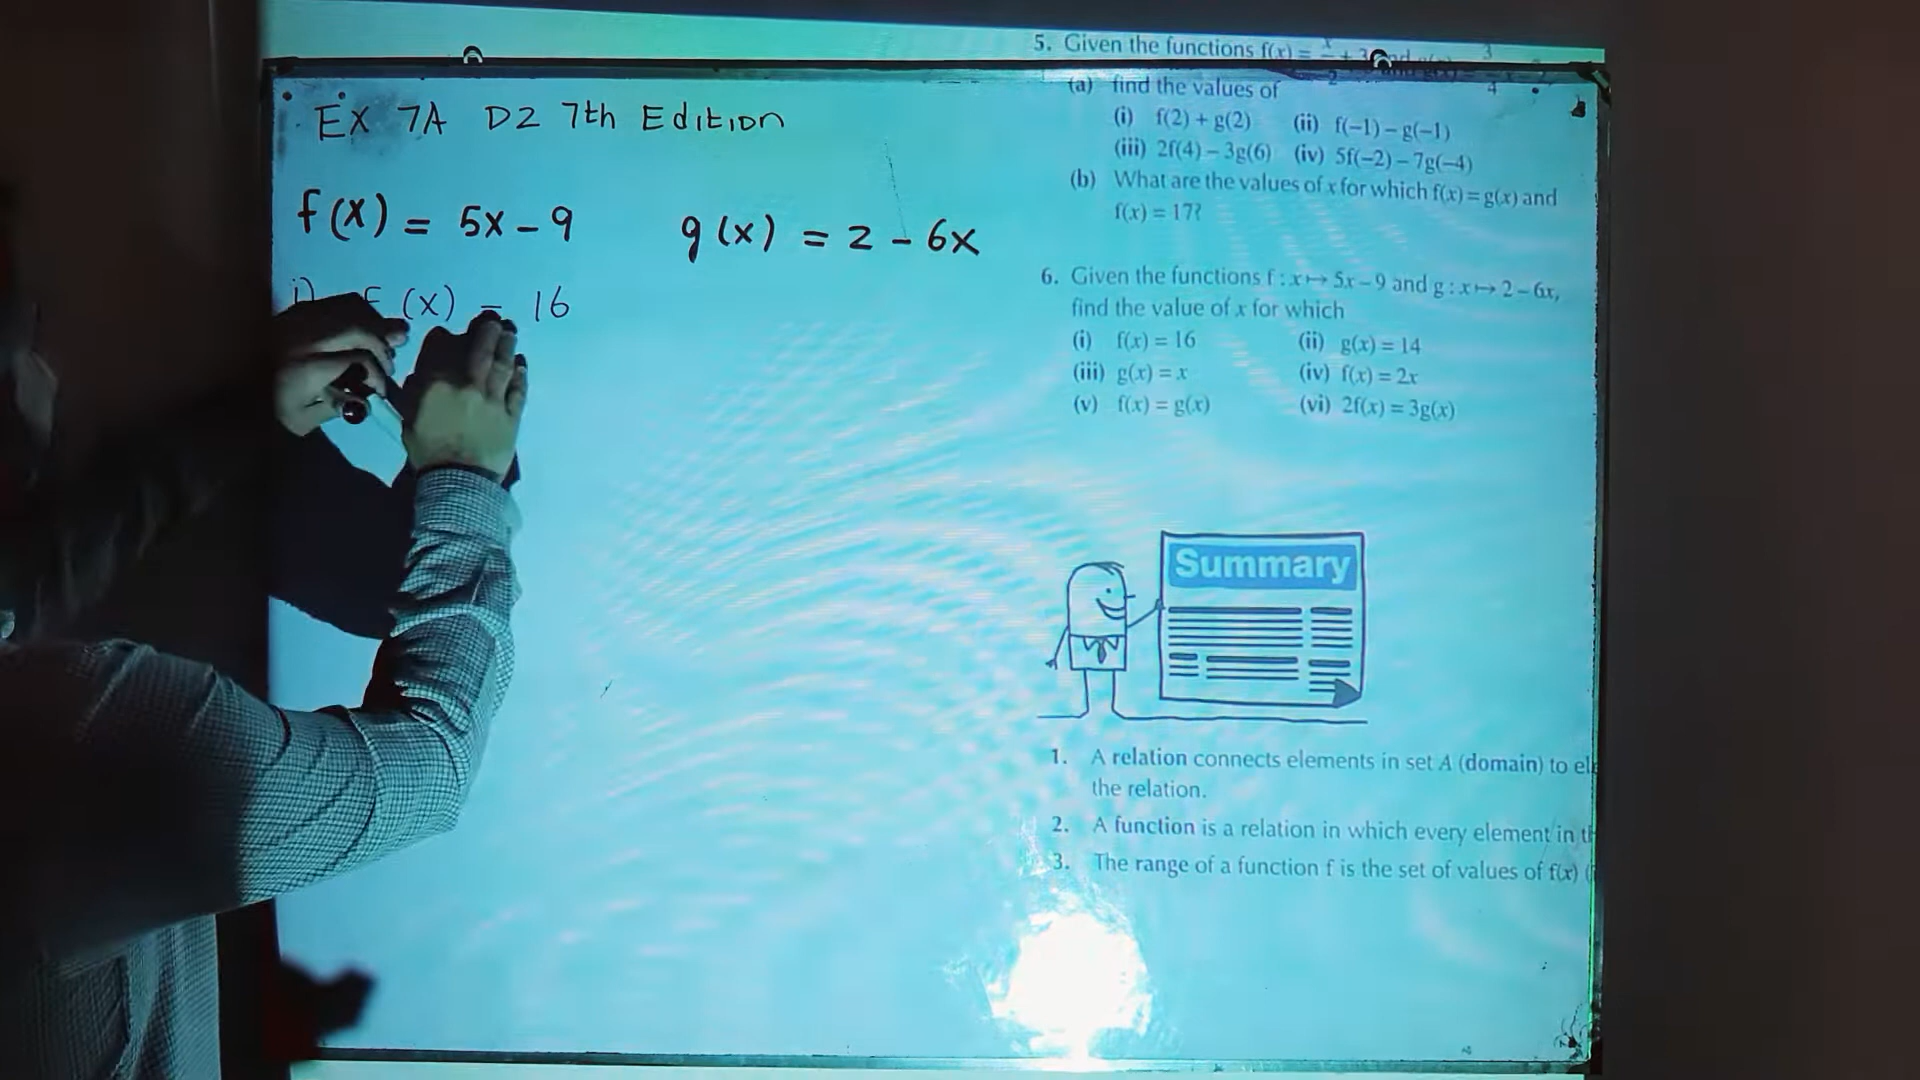 Ex 7A D2 7th Edition
f(x) = 5x - 9
g(x) = 2 - 6x
i) f(x) = 16
5. Given the functions f(x) =
(a) find the values of
(i) f(2) + g(2) (ii) f(−1) − g(−1)
(iii) 2f(4) − 3g(6) (iv) 5f(−2) − 7g(−4)
(b) What are the values of x for which f(x) = g(x) and
f(x) = 17?
6. Given the functions f : x ↦ 5x − 9 and g : x ↦ 2 − 6x,
find the value of x for which
(i) f(x) = 16 (ii) g(x) = 14
(iii) g(x) = x (iv) f(x) = 2x
(v) f(x) = g(x) (vi) 2f(x) = 3g(x)
Summary
1. A relation connects elements in set A (domain) to
the relation.
2. A function is a relation in which every element in
3. The range of a function f is the set of values of f(x)